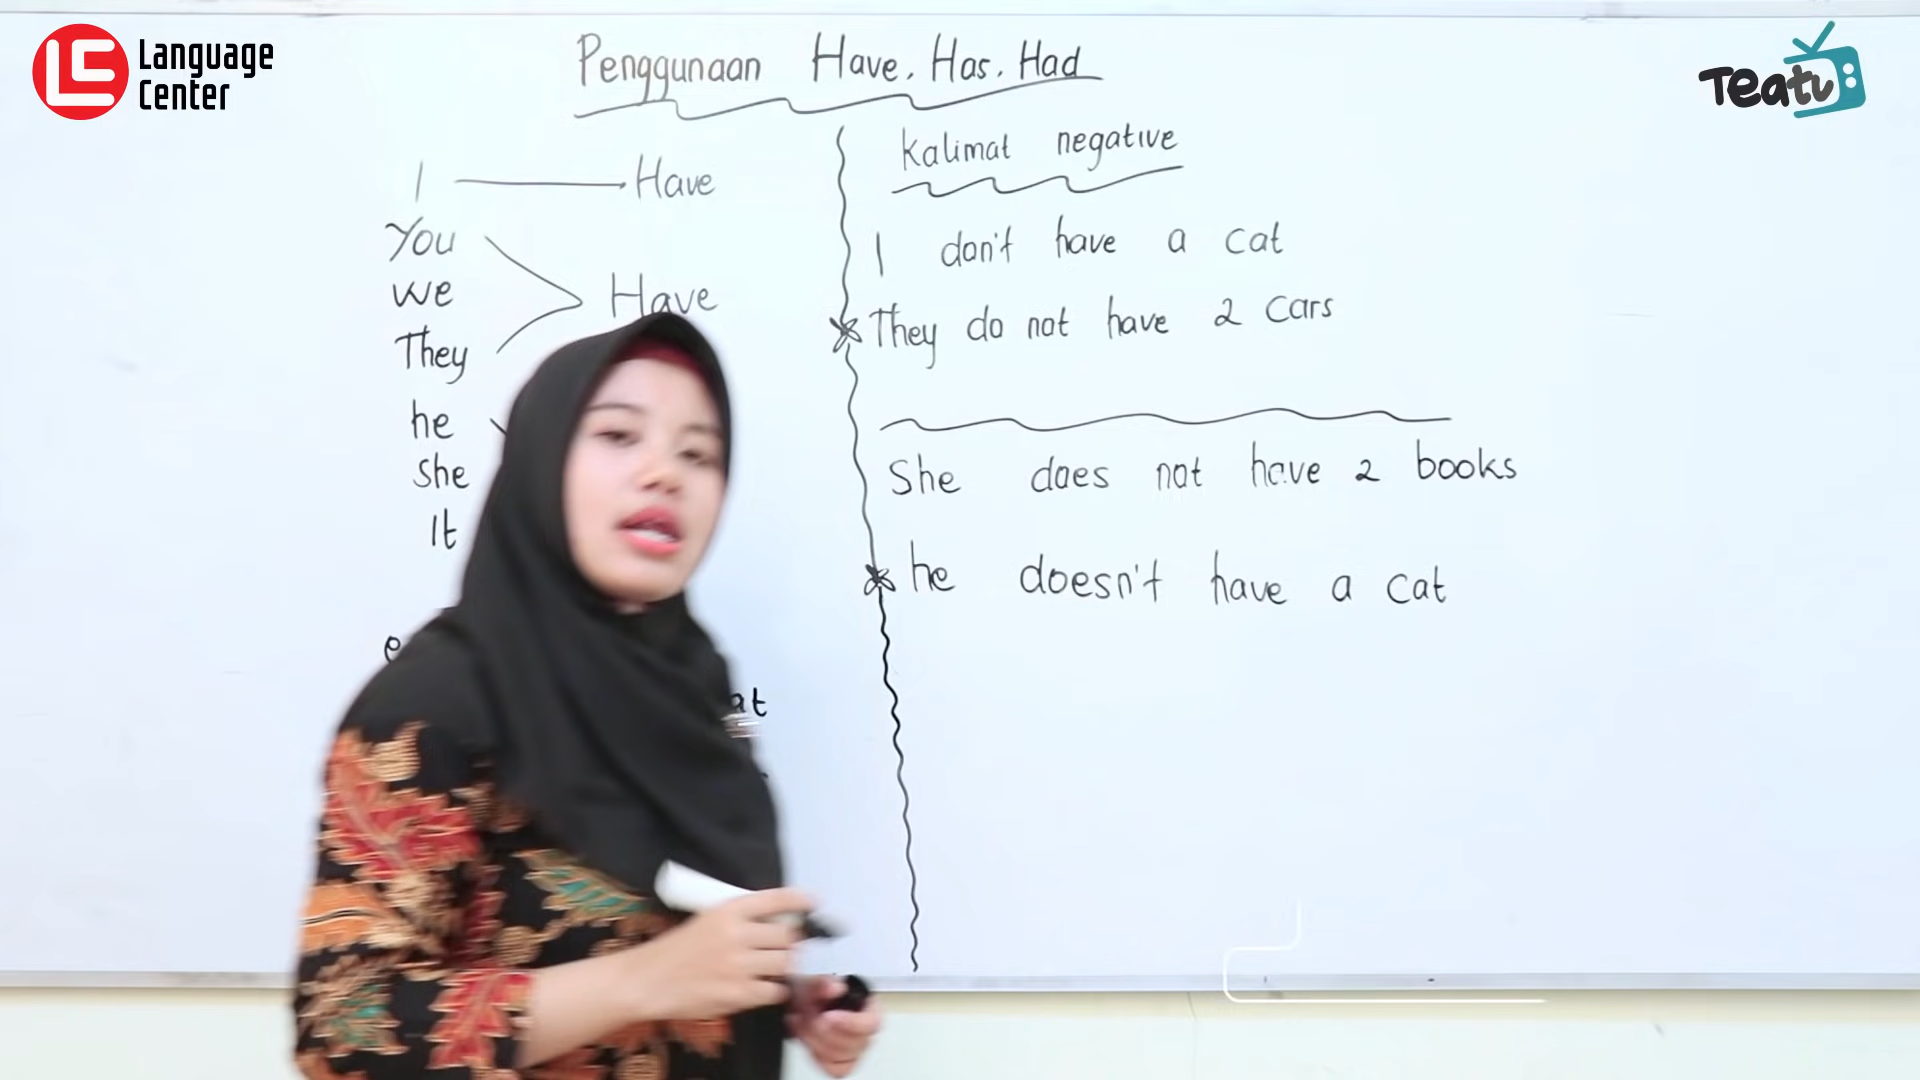 Language
Center
Teatv
Penggunaan Have, Has, Had
I Have
You
we
They
Have
he
She
It
at
Kalimat negative
I don't have a cat
They do not have 2 cars
She does not have 2 books
he doesn't have a cat